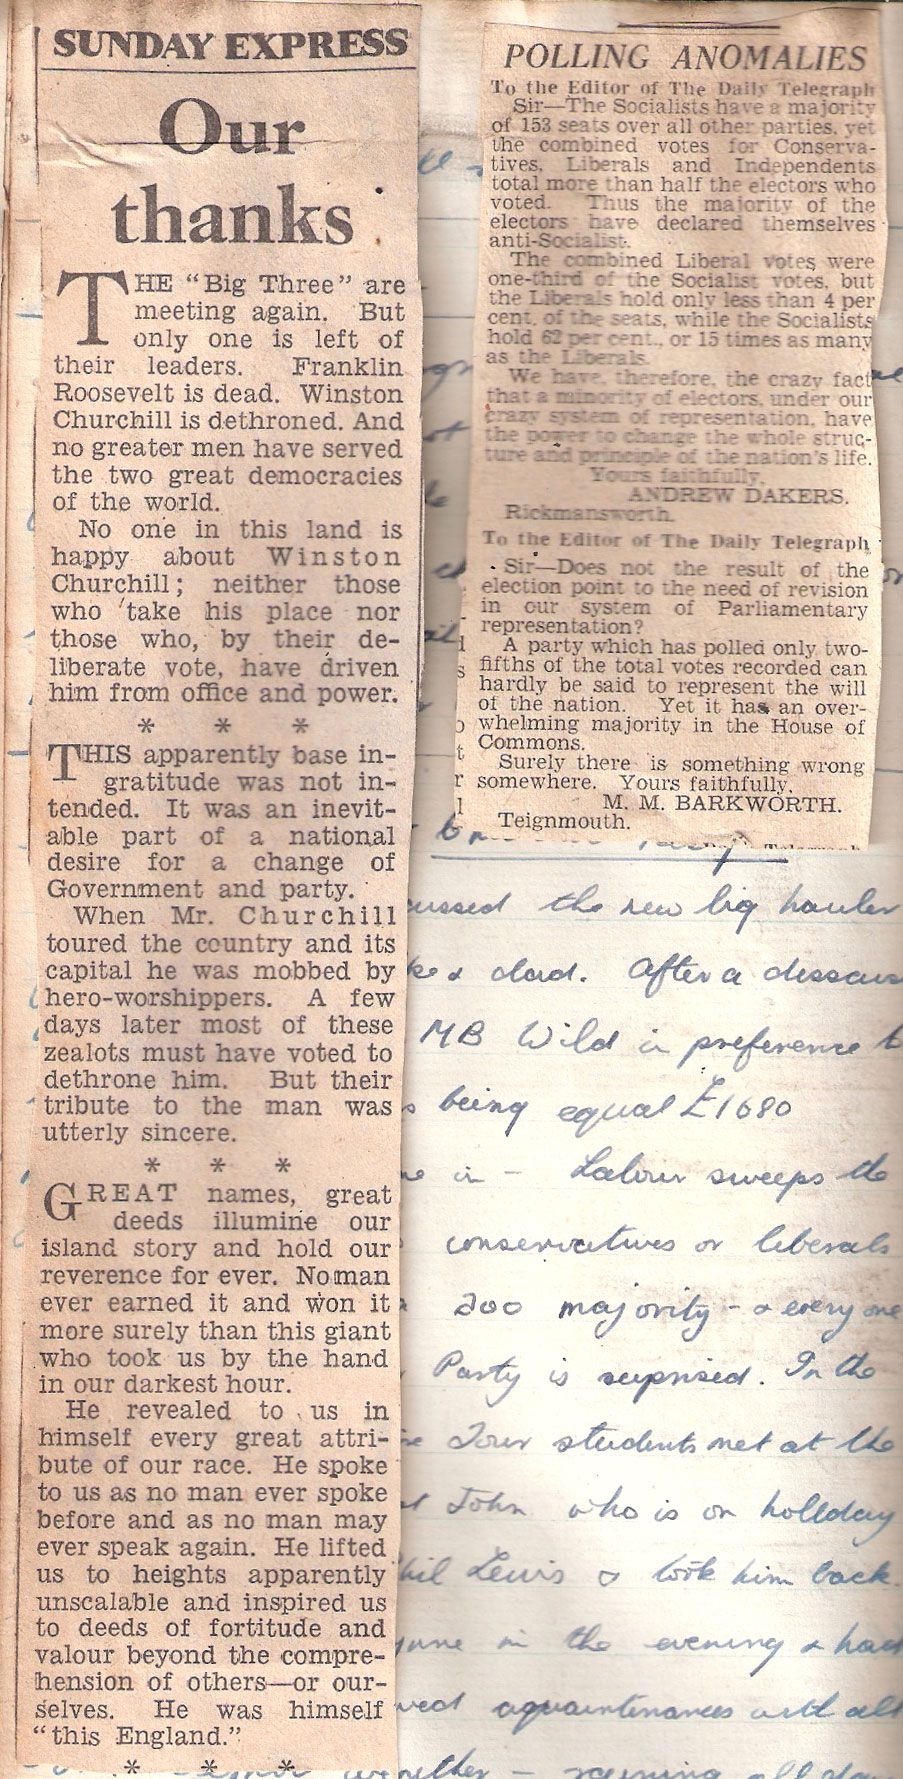 SUNDAY EXPRESS
Our
thanks
THE "Big Three" are
meeting again. But
only one is left of
their leaders. Franklin
Roosevelt is dead. Winston
Churchill is dethroned. And
no greater men have served
the two great democracies
of the world.
No one in this land is
happy about Winston
Churchill; neither those
who take his place nor
those who, by their de-
liberate vote, have driven
him from office and power.
* * *
THIS apparently base in-
gratitude was not in-
tended. It was an inevit-
able part of a national
desire for a change of
Government and party.
When Mr. Churchill
toured the country and its
capital he was mobbed by
hero-worshippers. A few
days later most of these
zealots must have voted to
dethrone him. But their
tribute to the man was
utterly sincere.
* * *
GREAT names, great
deeds illumine our
island story and hold our
reverence for ever. No man
ever earned it and won it
more surely than this giant
who took us by the hand
in our darkest hour.
He revealed to us in
himself every great attri-
bute of our race. He spoke
to us as no man ever spoke
before and as no man may
ever speak again. He lifted
us to heights apparently
unscalable and inspired us
to deeds of fortitude and
valour beyond the compre-
hension of others—or our-
selves. He was himself
"this England."
* * *
POLLING ANOMALIES
To the Editor of The Daily Telegraph
Sir—The Socialists have a majority
of 153 seats over all other parties, yet
the combined votes for Conserva-
tives, Liberals and Independents
total more than half the electors who
voted. Thus the majority of the
electors have declared themselves
anti-Socialist.
The combined Liberal votes were
one-third of the Socialist votes, but
the Liberals hold only less than 4 per
cent. of the seats, while the Socialists
hold 62 per cent., or 15 times as many
as the Liberals.
We have, therefore, the crazy fact
that a minority of electors, under our
crazy system of representation, have
the power to change the whole struc-
ture and principle of the nation's life.
Yours faithfully,
ANDREW DAKERS.
Rickmansworth.
To the Editor of The Daily Telegraph
Sir—Does not the result of the
election point to the need of revision
in our system of Parliamentary
representation?
A party which has polled only two-
fifths of the total votes recorded can
hardly be said to represent the will
of the nation. Yet it has an over-
whelming majority in the House of
Commons.
Surely there is something wrong
somewhere. Yours faithfully,
M. M. BARKWORTH.
Teignmouth.
cussed the new big hauler
& dad. After a
MB Wild in preference
being equal £1680
in - Labour sweeps the
conservatives or liberals
200 majority - & everyone
Party is surprised. In the
Tour students met at the
John who is on holliday
Phil Lewis & took him back.
in the evening & had
aquaintenances with all
- raining all day